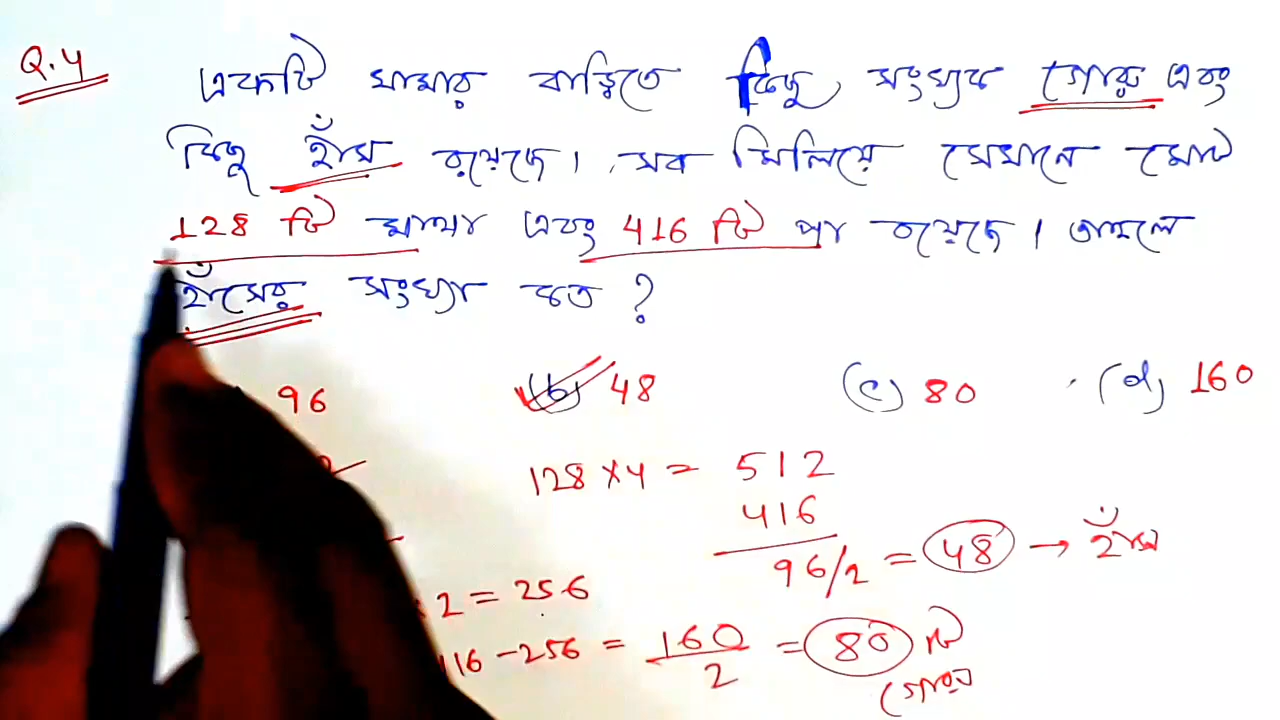 Q.4 একটি খামার বাড়িতে কিছু সংখ্যক গোরু এবং
কিছু হাঁস রয়েছে। সব মিলিয়ে সেখানে মোট
128 টি মাথা এবং 416 টি পা রয়েছে। তাহলে
হাঁসের সংখ্যা কত ?
96 (b) 48 (c) 80 (d) 160
128 × 4 = 512
416
96/2 = 48 → হাঁস
2 = 256
416 - 256 = 160/2 = 80 টি
গোরু